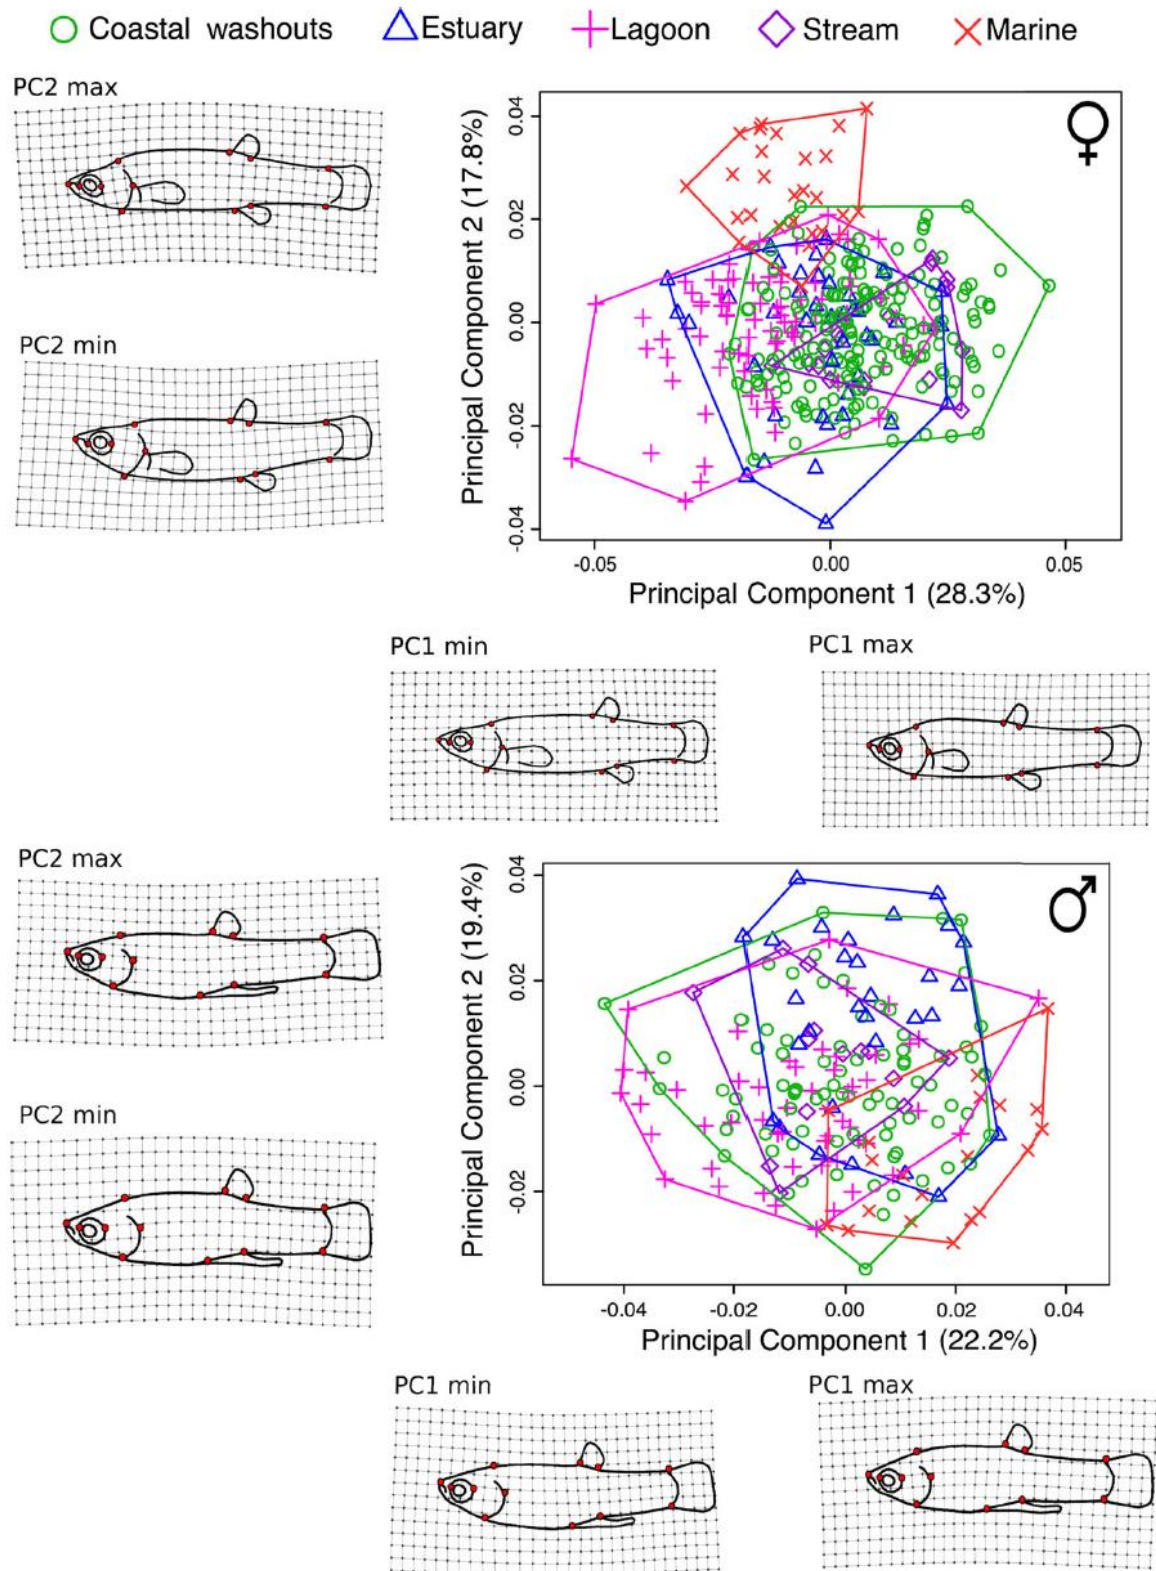 Coastal washouts Estuary Lagoon Stream Marine
PC2 max
PC2 min
Principal Component 2 (17.8%)
0.04
0.02
0.00
-0.02
-0.04
♀
-0.05 0.00 0.05
Principal Component 1 (28.3%)
PC1 min PC1 max
PC2 max
PC2 min
Principal Component 2 (19.4%)
0.04
0.02
0.00
-0.02
♂
-0.04 -0.02 0.00 0.02 0.04
Principal Component 1 (22.2%)
PC1 min PC1 max